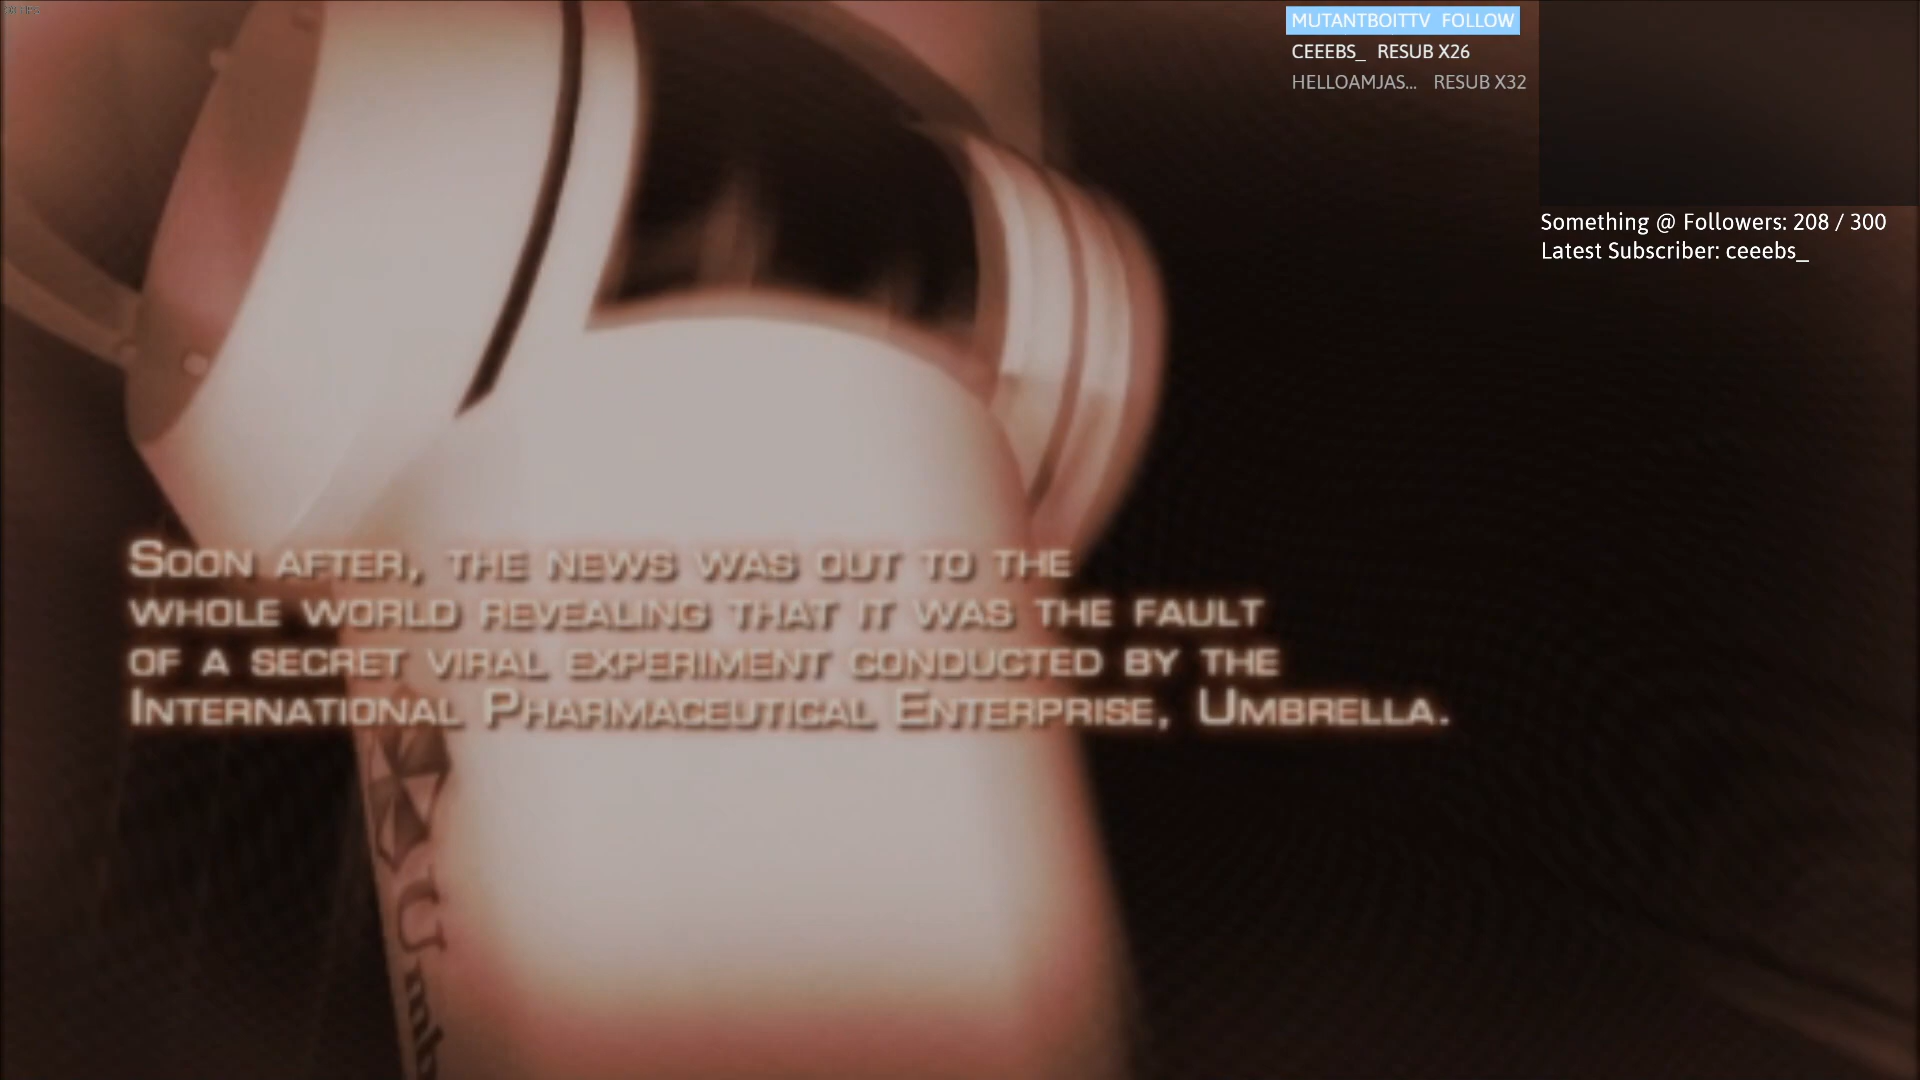 MUTANTBOITTV FOLLOW
CEEEBS_ RESUB X26
HELLOAMJAS... RESUB X32
Something @ Followers: 208 / 300
Latest Subscriber: ceeebs_
SOON AFTER, THE NEWS WAS OUT TO THE
WHOLE WORLD REVEALING THAT IT WAS THE FAULT
OF A SECRET VIRAL EXPERIMENT CONDUCTED BY THE
INTERNATIONAL PHARMACEUTICAL ENTERPRISE, UMBRELLA.
Umb